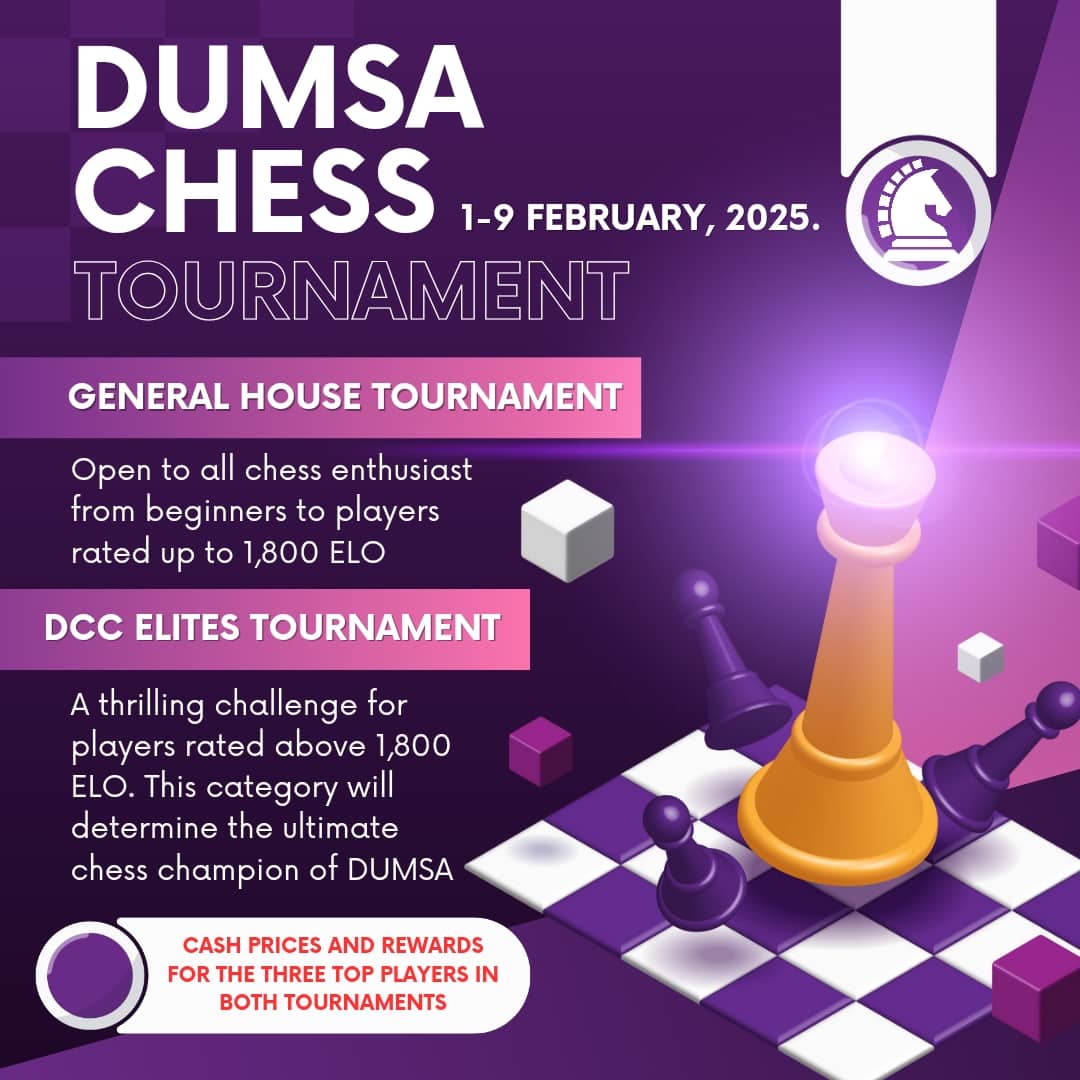 DUMSA
CHESS 1-9 FEBRUARY, 2025.
TOURNAMENT
GENERAL HOUSE TOURNAMENT
Open to all chess enthusiast
from beginners to players
rated up to 1,800 ELO
DCC ELITES TOURNAMENT
A thrilling challenge for
players rated above 1,800
ELO. This category will
determine the ultimate
chess champion of DUMSA
CASH PRICES AND REWARDS
FOR THE THREE TOP PLAYERS IN
BOTH TOURNAMENTS